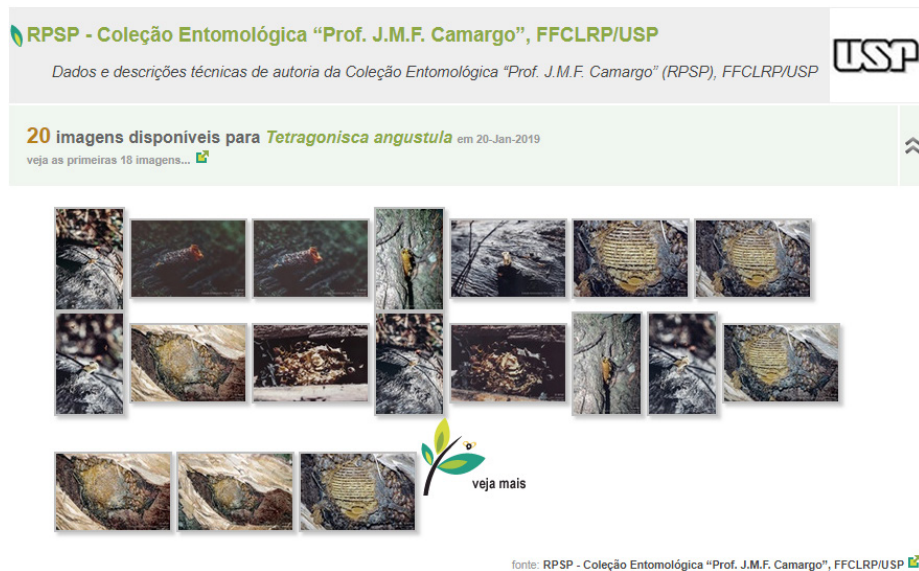 RPSP - Coleção Entomológica “Prof. J.M.F. Camargo”, FFCLRP/USP
USP
Dados e descrições técnicas de autoria da Coleção Entomológica “Prof. J.M.F. Camargo” (RPSP), FFCLRP/USP
20 imagens disponíveis para Tetragonisca angustula em 20-Jan-2019
veja as primeiras 18 imagens...
veja mais
fonte: RPSP - Coleção Entomológica “Prof. J.M.F. Camargo”, FFCLRP/USP